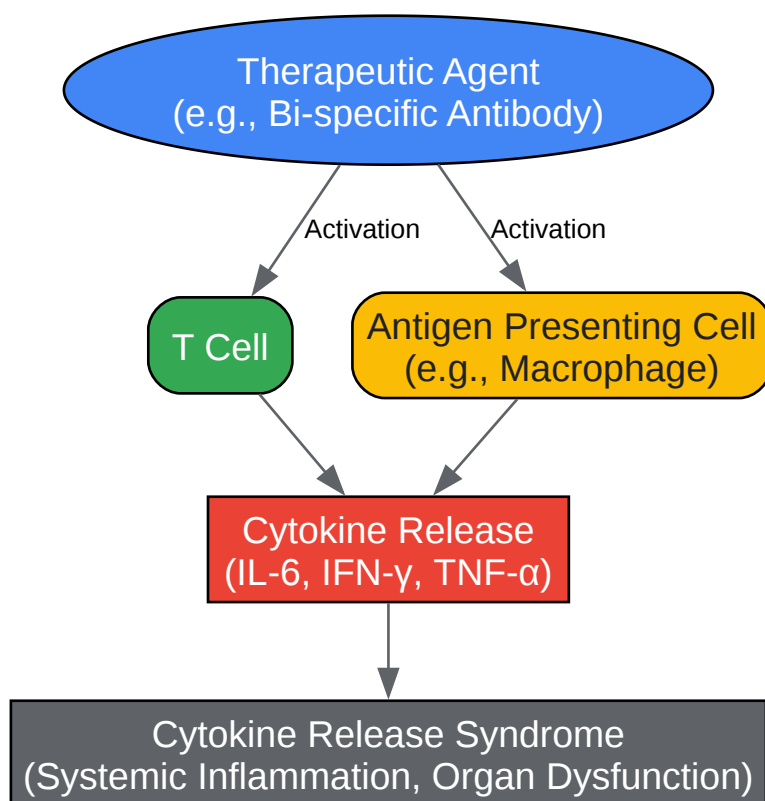 Therapeutic Agent
(e.g., Bi-specific Antibody)
Activation
Activation
T Cell
Antigen Presenting Cell
(e.g., Macrophage)
Cytokine Release
(IL-6, IFN-γ, TNF-α)
Cytokine Release Syndrome
(Systemic Inflammation, Organ Dysfunction)